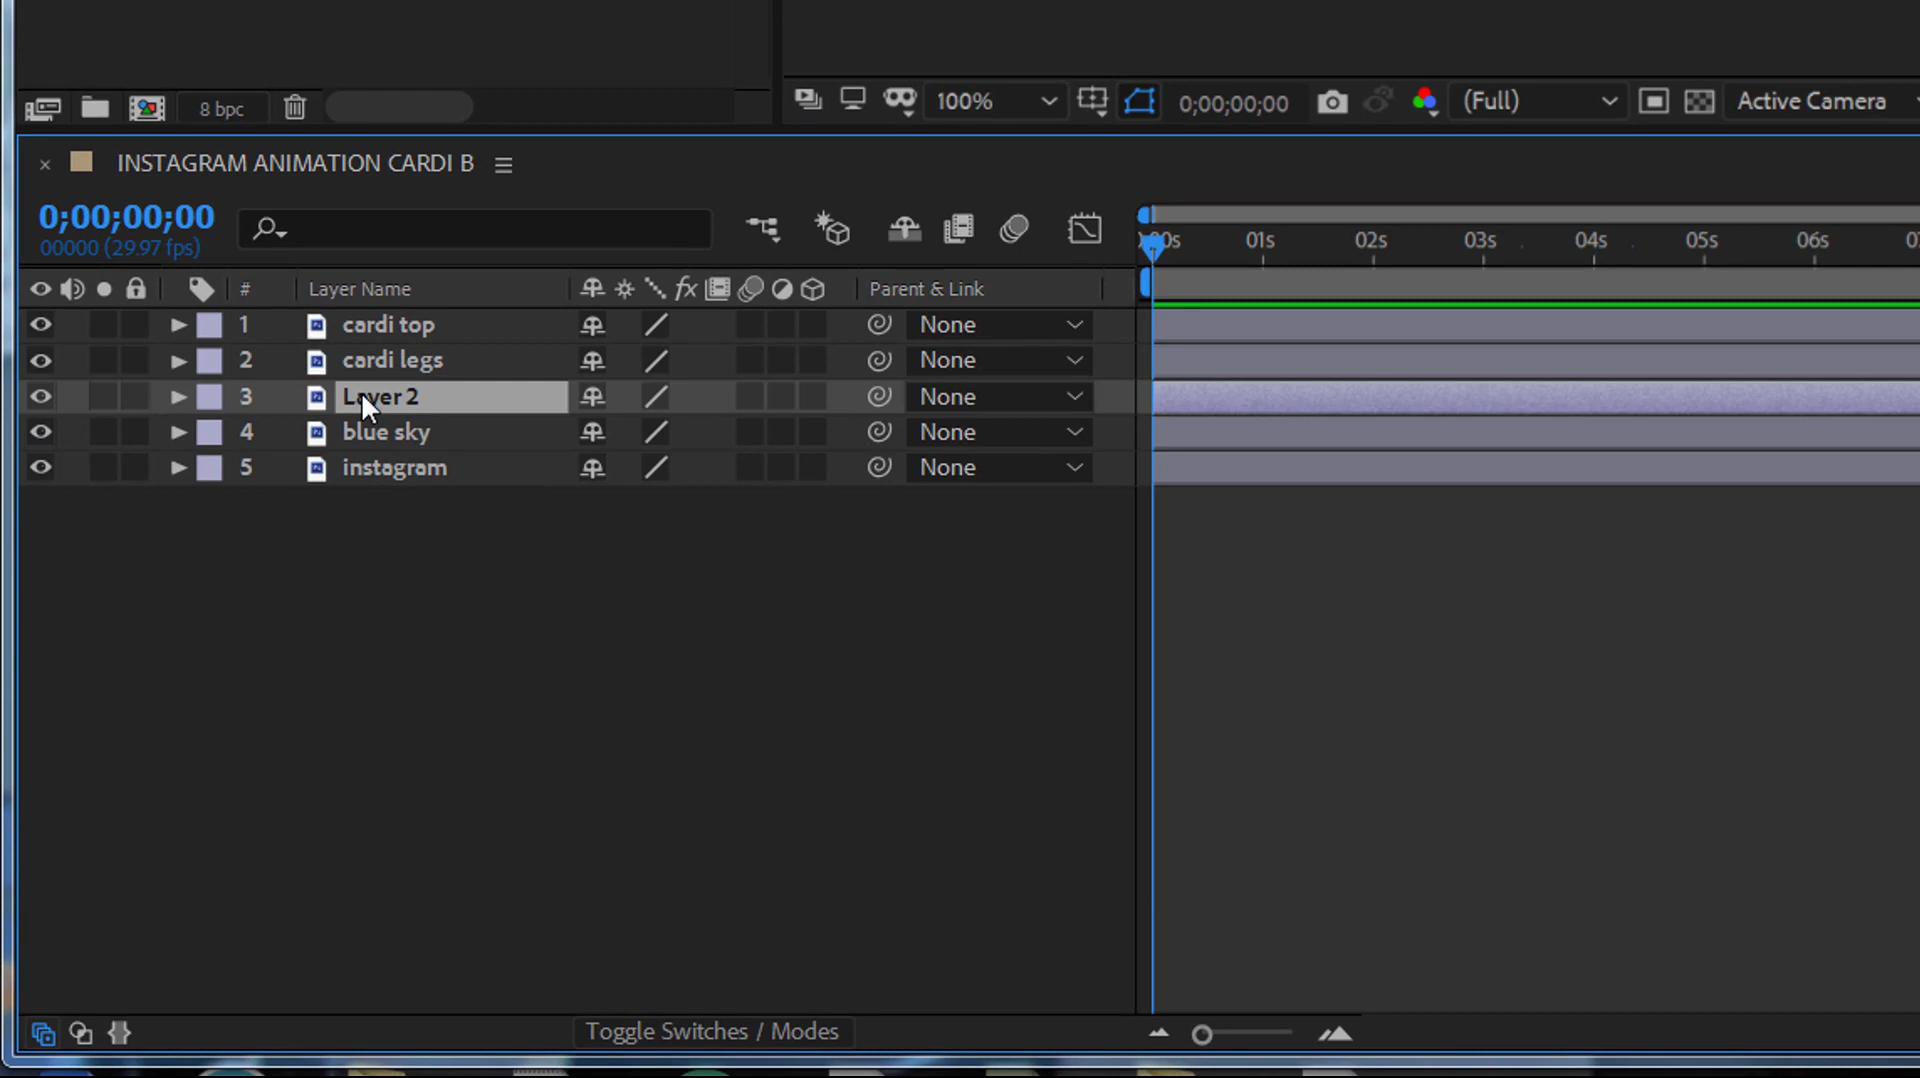 8 bpc
100%
0;00;00;00
(Full)
Active Camera
INSTAGRAM ANIMATION CARDI B
0;00;00;00
00000 (29.97 fps)
01s 02s 03s 04s 05s 06s
# Layer Name fx Parent & Link
1 cardi top None
2 cardi legs None
3 Layer 2 None
4 blue sky None
5 instagram None
Toggle Switches / Modes